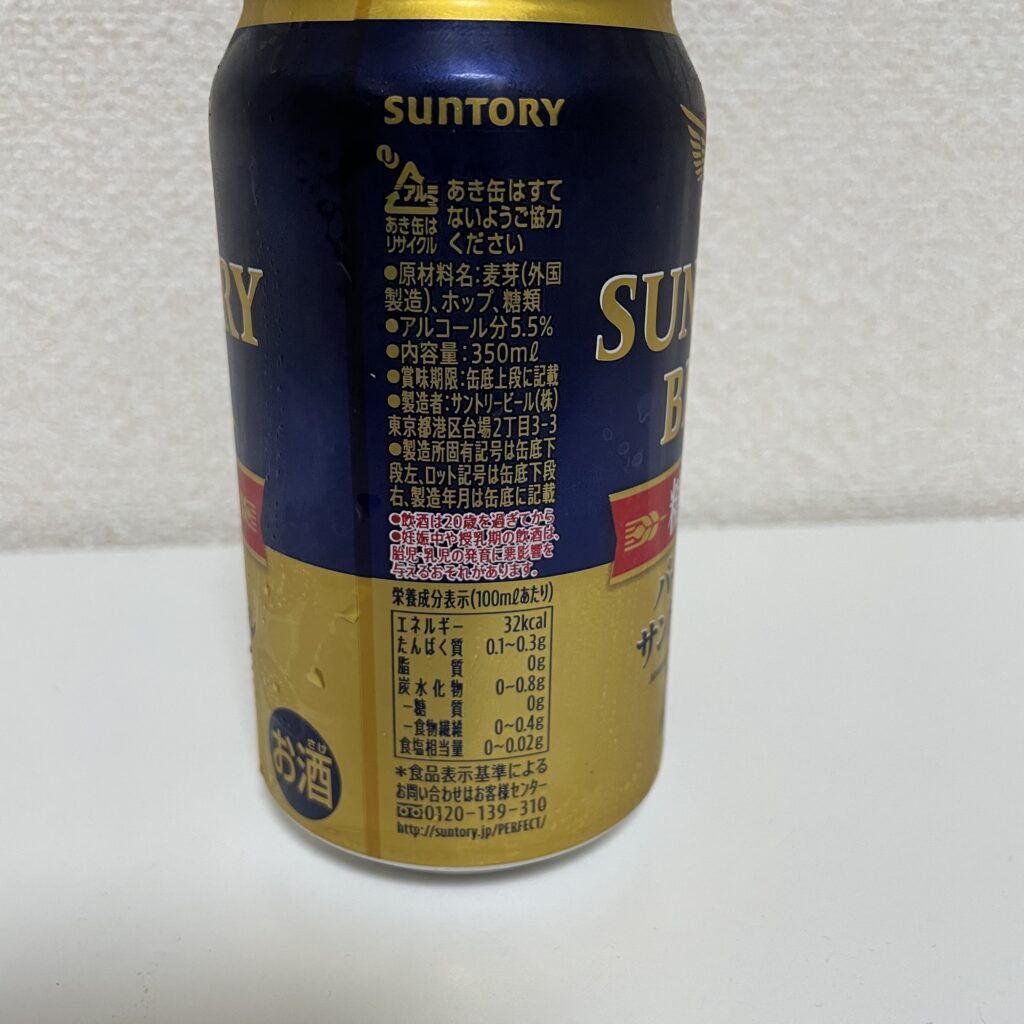 SUNTORY
アルミ
あき缶は
リサイクル
あき缶はすて
ないようご協力
ください
●原材料名:麦芽(外国
製造)、ホップ、糖類
●アルコール分5.5%
●内容量:350mℓ
●賞味期限:缶底上段に記載
●製造者:サントリービール(株)
東京都港区台場2丁目3-3
●製造所固有記号は缶底下
段左、ロット記号は缶底下段
右、製造年月は缶底に記載
●飲酒は20歳を過ぎてから
●妊娠中や授乳期の飲酒は、
胎児・乳児の発育に悪影響を
与えるおそれがあります。
栄養成分表示(100mℓあたり)
エネルギー 32kcal
たんぱく質 0.1~0.3g
脂質 0g
炭水化物 0~0.8g
-糖質 0g
-食物繊維 0~0.4g
食塩相当量 0~0.02g
*食品表示基準による
お問い合わせはお客様センター
0120-139-310
http://suntory.jp/PERFECT/
さけ
お酒
RY
SUN
B
パ
サン